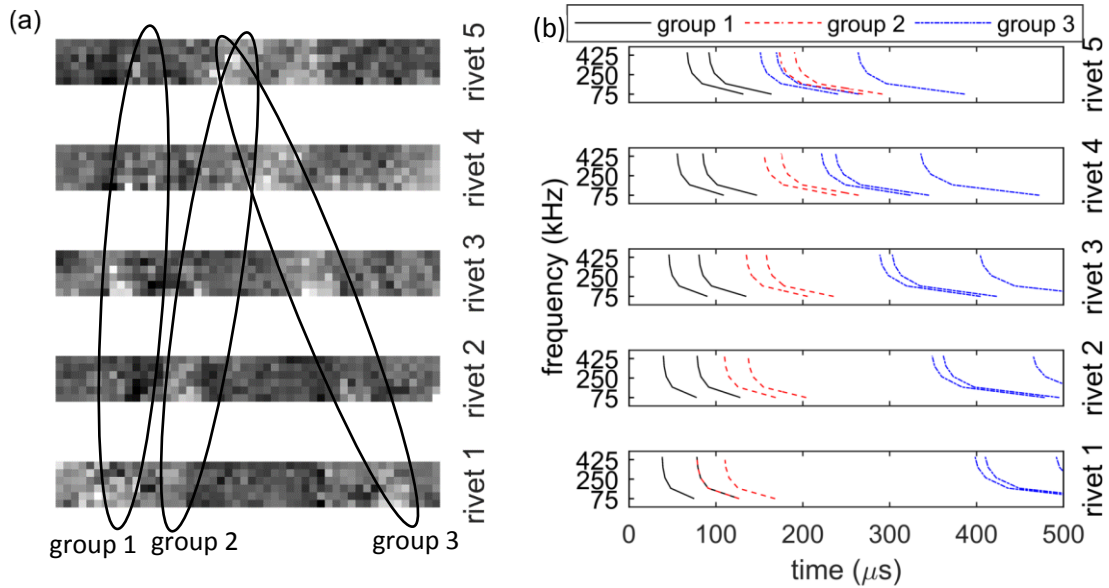 (a)
rivet 5
rivet 4
rivet 3
rivet 2
rivet 1
group 1
group 2
group 3
(b)
group 1
group 2
group 3
frequency (kHz)
425
250
75
rivet 5
425
250
75
rivet 4
425
250
75
rivet 3
425
250
75
rivet 2
425
250
75
rivet 1
0 100 200 300 400 500
time (μs)